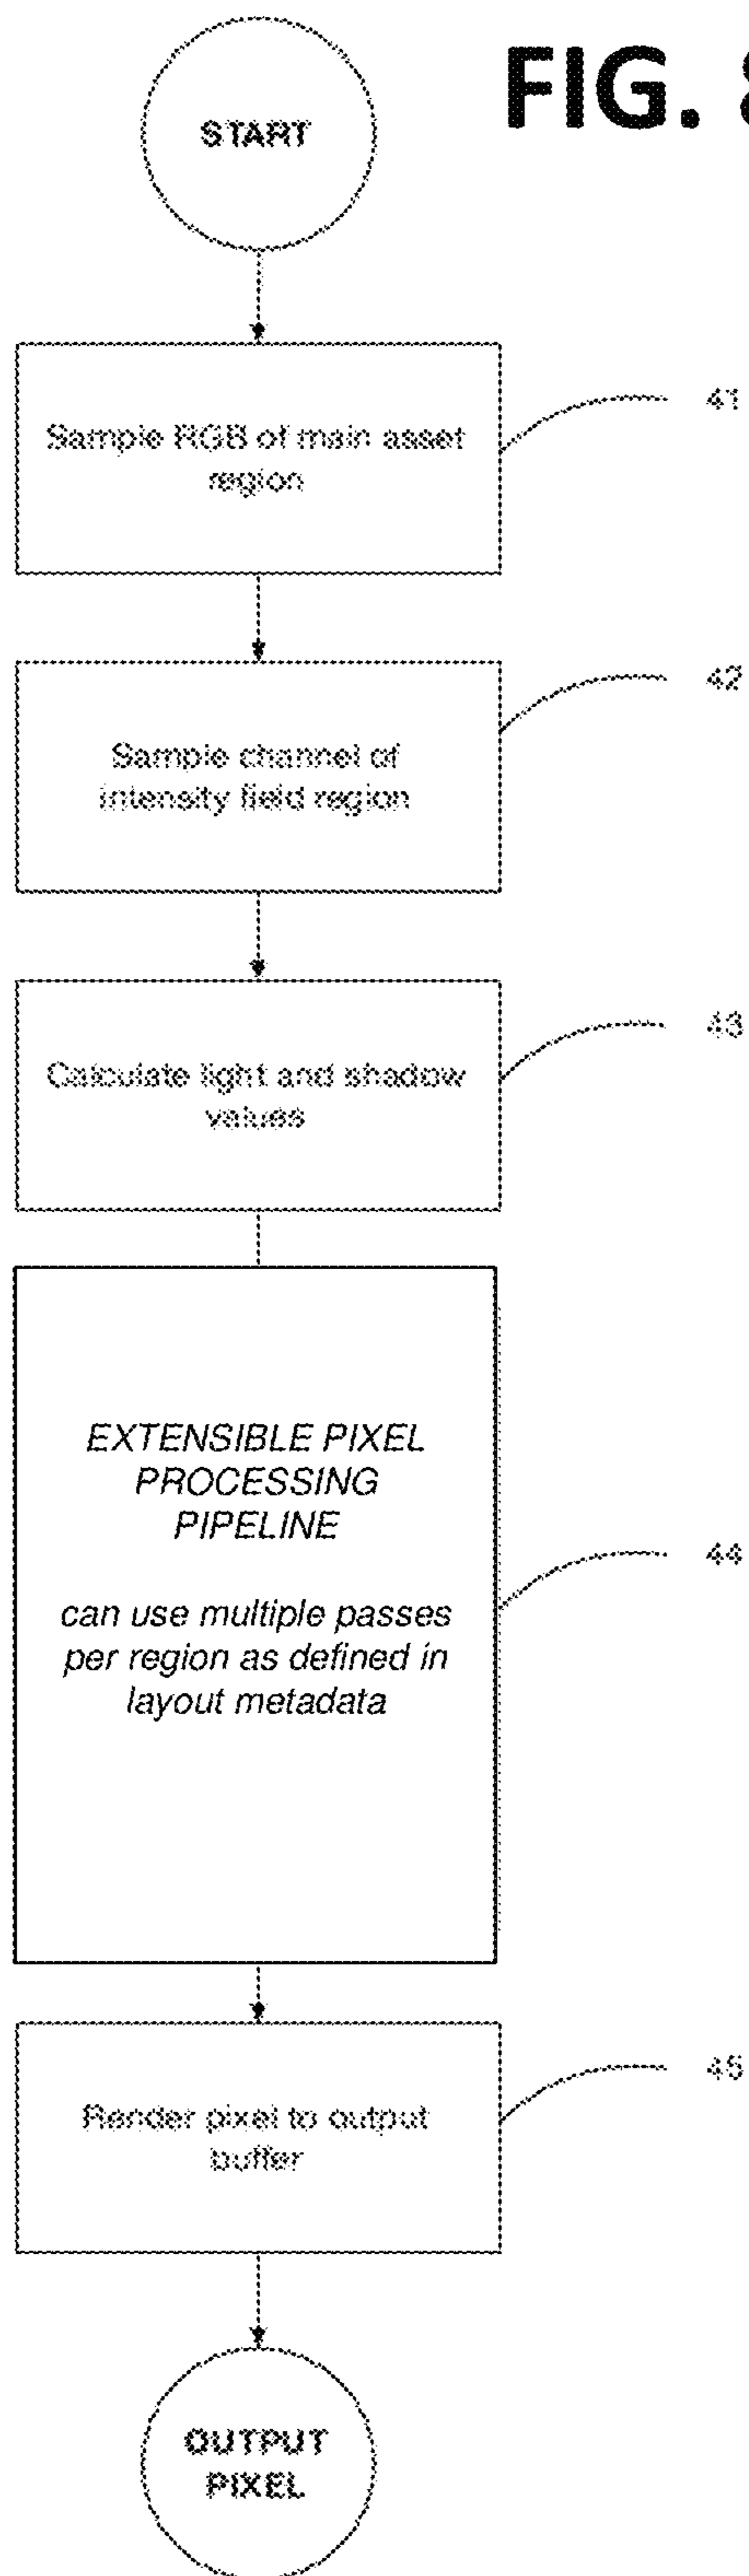 FIG. 8
START
Sample RGB of main asset
region
41
Sample channel of
intensity field region
42
Calculate light and shadow
values
43
EXTENSIBLE PIXEL
PROCESSING
PIPELINE
can use multiple passes
per region as defined in
layout metadata
44
Render pixel to output
buffer
45
OUTPUT
PIXEL